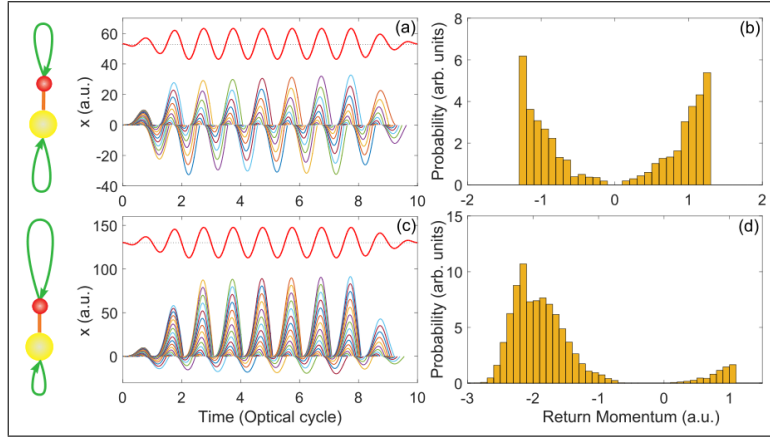 (a)
60
40
20
0
-20
-40
x (a.u.)
0 2 4 6 8 10
(b)
8
6
4
2
0
Probability (arb. units)
-2 -1 0 1 2
(c)
150
100
50
0
x (a.u.)
0 2 4 6 8 10
Time (Optical cycle)
(d)
15
10
5
0
Probability (arb. units)
-3 -2 -1 0 1
Return Momentum (a.u.)